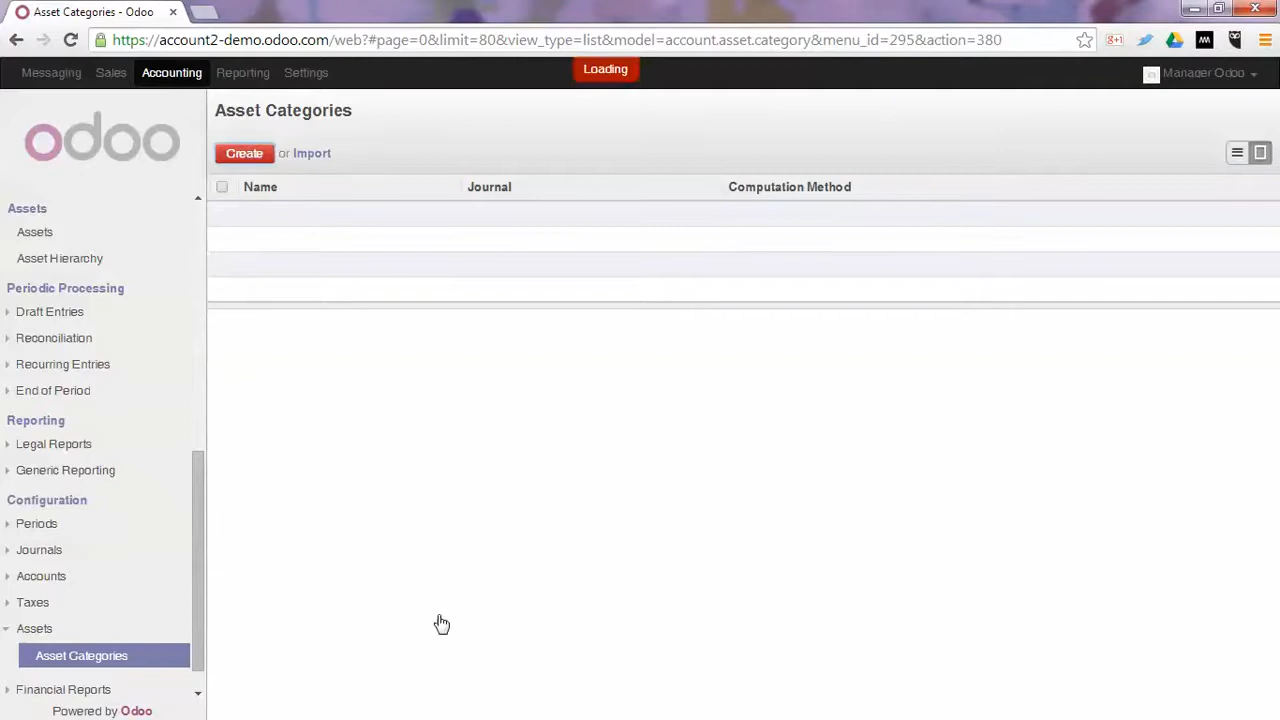 Asset Categories - Odoo
https://account2-demo.odoo.com/web?#page=0&limit=30&view_type=list&model=account.asset.category&menu_id=295&action=380
Messaging Sales Accounting Reporting Settings
Loading
Manager Odoo
odoo
Asset Categories
Create or Import
Name Journal Computation Method
Assets
Assets
Asset Hierarchy
Periodic Processing
Draft Entries
Reconciliation
Recurring Entries
End of Period
Reporting
Legal Reports
Generic Reporting
Configuration
Periods
Journals
Accounts
Taxes
Assets
Asset Categories
Financial Reports
Powered by Odoo